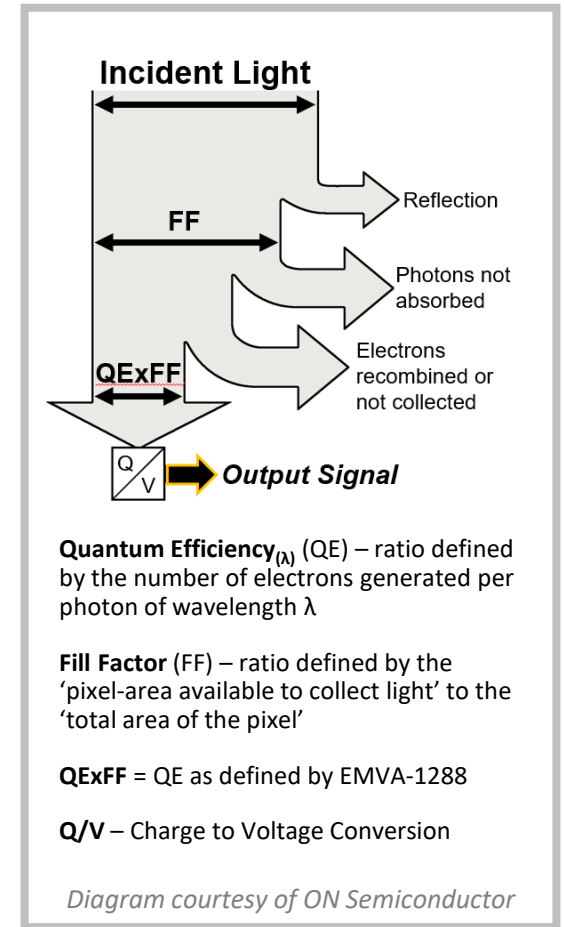 Incident Light
Reflection
FF
Photons not
absorbed
Electrons
recombined or
not collected
QExFF
Q
V
Output Signal
Quantum Efficiency(λ) (QE) – ratio defined
by the number of electrons generated per
photon of wavelength λ
Fill Factor (FF) – ratio defined by the
‘pixel-area available to collect light’ to the
‘total area of the pixel’
QExFF = QE as defined by EMVA-1288
Q/V – Charge to Voltage Conversion
Diagram courtesy of ON Semiconductor